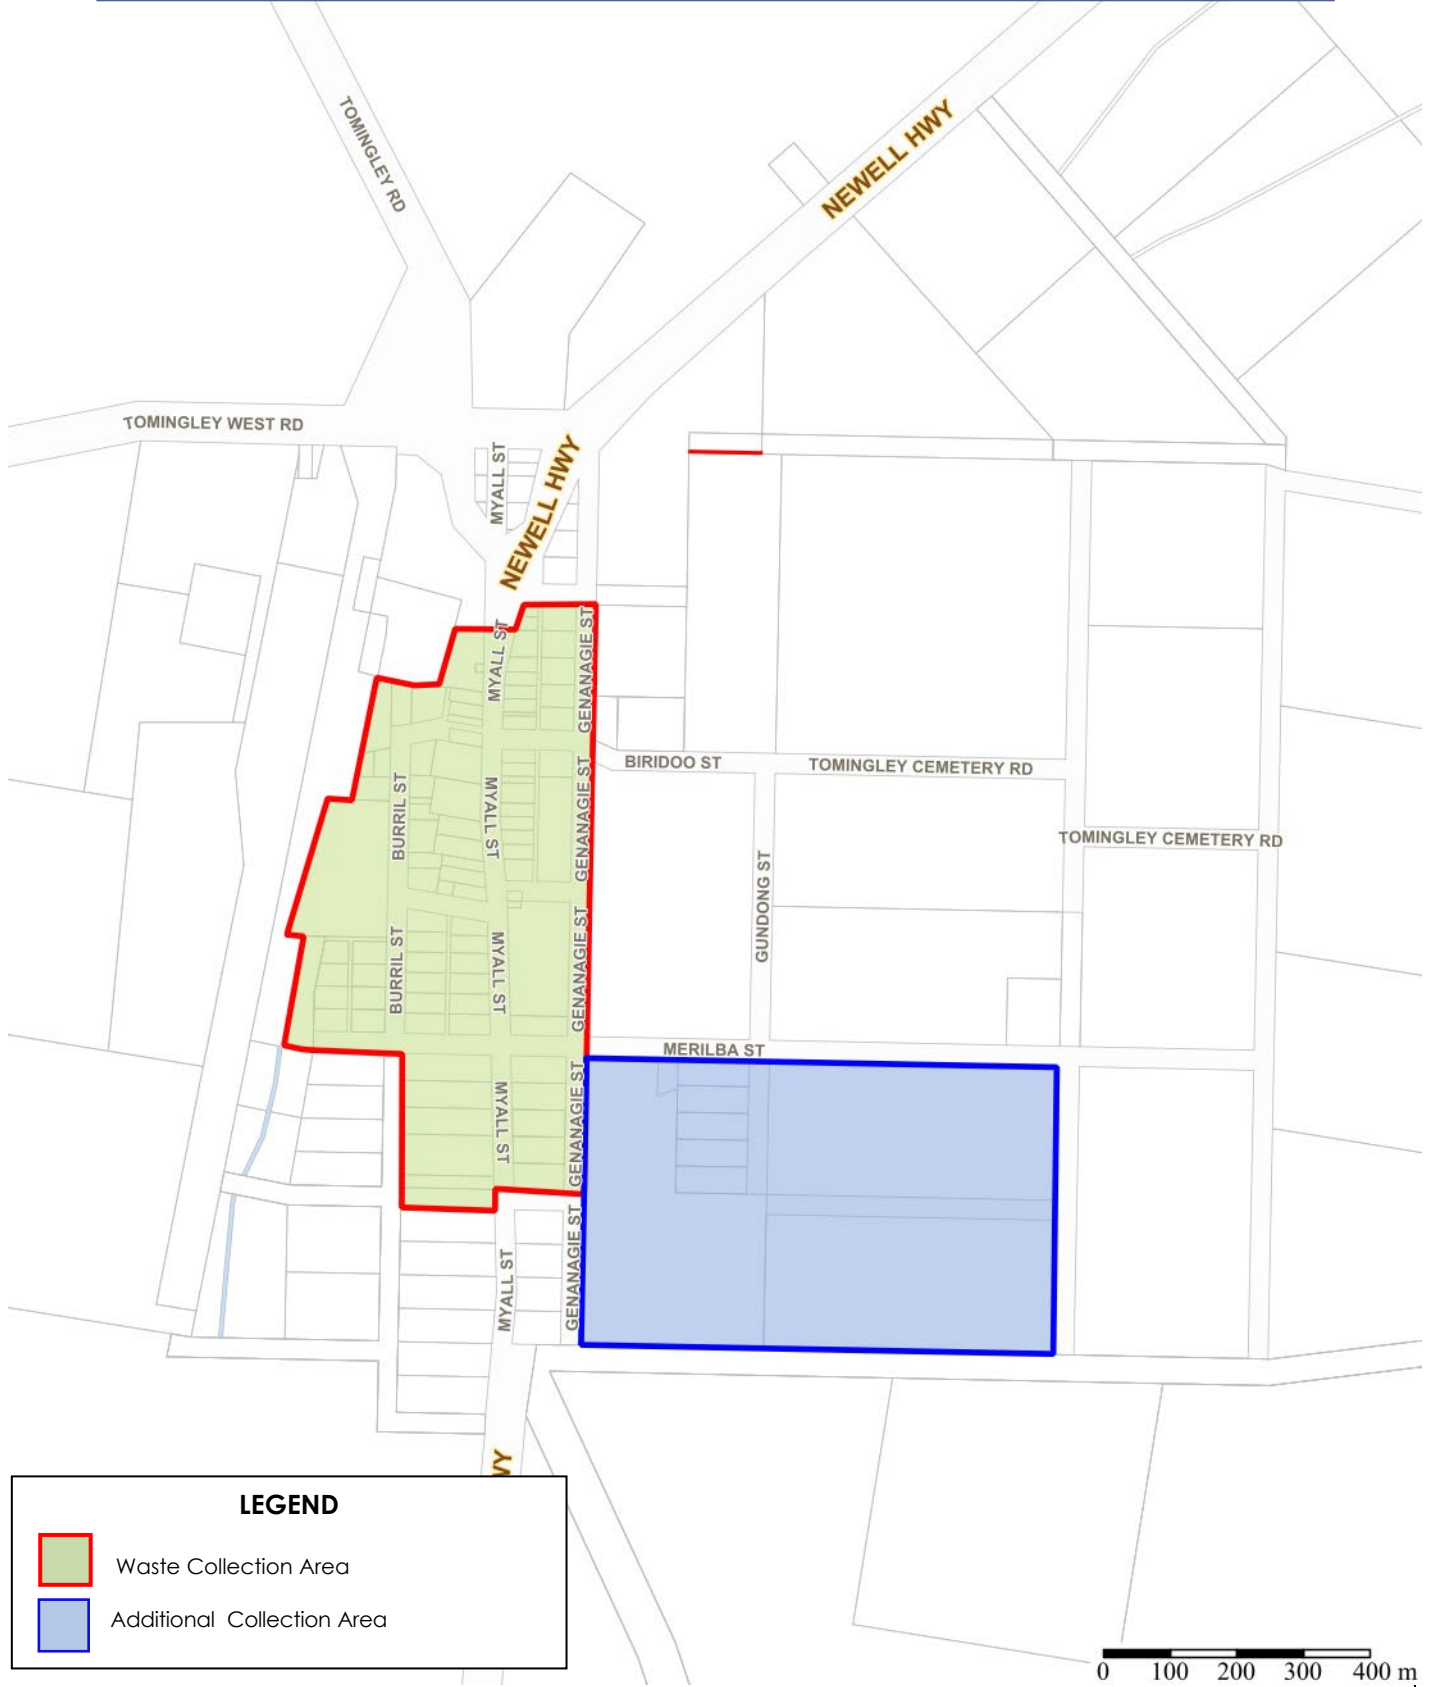 TOMINGLEY RD
NEWELL HWY
TOMINGLEY WEST RD
MYALL ST
NEWELL HWY
MYALL ST
GENANAGIE ST
BIRIDOO ST
TOMINGLEY CEMETERY RD
BURRIL ST
MYALL ST
GENANAGIE ST
TOMINGLEY CEMETERY RD
GUNDONG ST
BURRIL ST
MYALL ST
GENANAGIE ST
MERILBA ST
MYALL ST
GENANAGIE ST
MYALL ST
GENANAGIE ST
WY
LEGEND
Waste Collection Area
Additional Collection Area
0 100 200 300 400 m